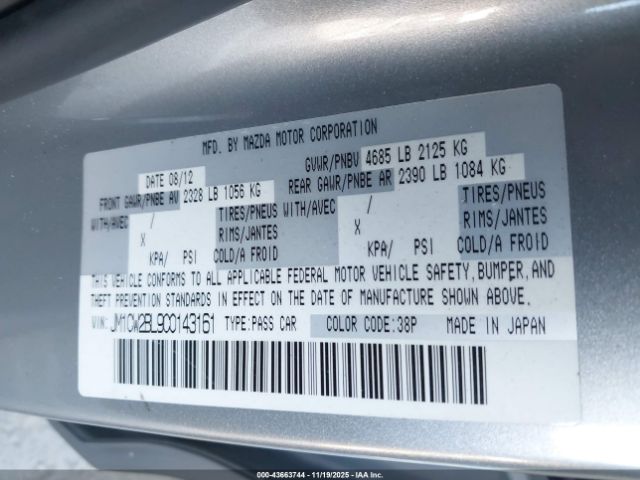 MFD. BY MAZDA MOTOR CORPORATION
DATE 08/12 GVWR/PNBV 4685 LB 2125 KG
FRONT GAWR/PNBE AV 2328 LB 1056 KG REAR GAWR/PNBE AR 2390 LB 1084 KG
WITH/AVEC / TIRES/PNEUS WITH/AVEC / TIRES/PNEUS
X RIMS/JANTES X RIMS/JANTES
KPA/ PSI COLD/A FROID KPA/ PSI COLD/A FROID
THIS VEHICLE CONFORMS TO ALL APPLICABLE FEDERAL MOTOR VEHICLE SAFETY, BUMPER, AND
THEFT PREVENTION STANDARDS IN EFFECT ON THE DATE OF MANUFACTURE SHOWN ABOVE.
VIN: JM1CW2BL9C0143161 TYPE:PASS CAR COLOR CODE:38P MADE IN JAPAN
000-43663744 - 11/19/2025 - IAA Inc.